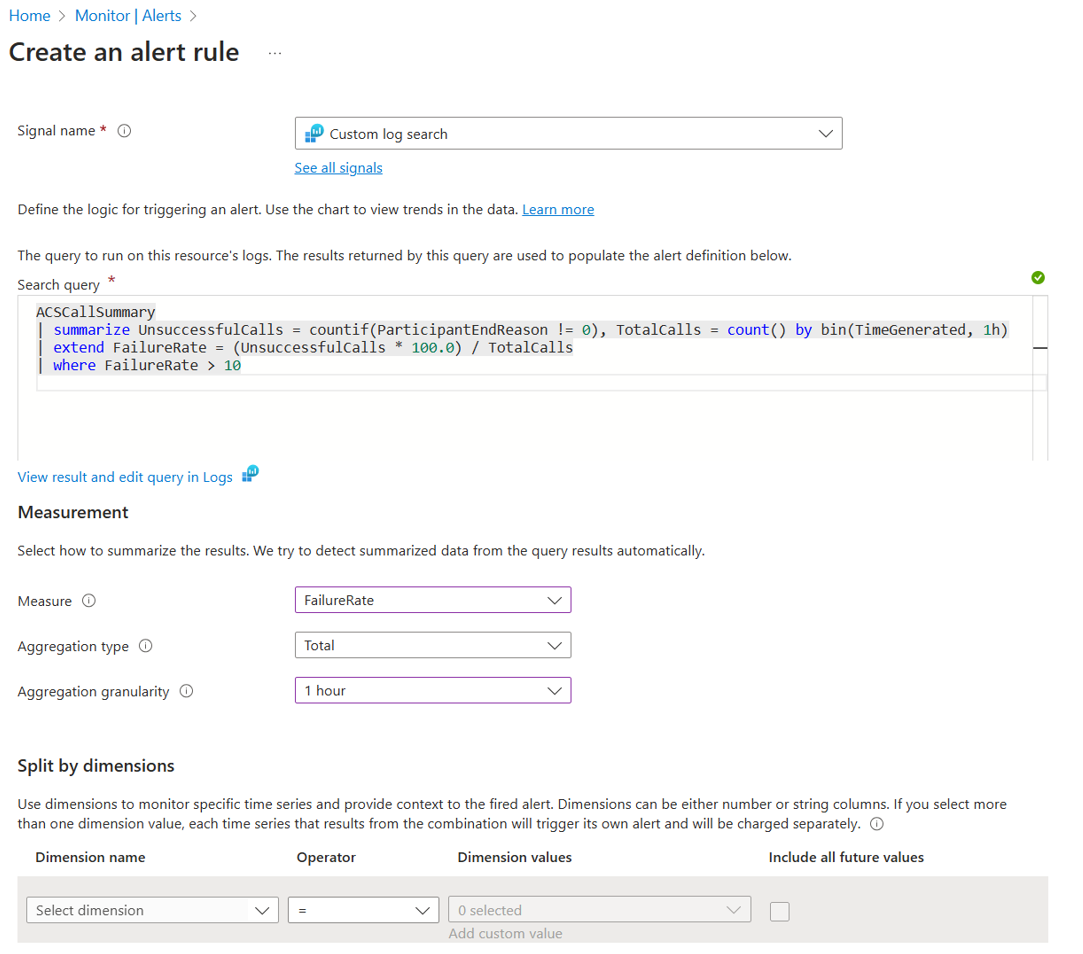 Home > Monitor | Alerts >
Create an alert rule ...
Signal name *
Custom log search
See all signals
Define the logic for triggering an alert. Use the chart to view trends in the data. Learn more
The query to run on this resource's logs. The results returned by this query are used to populate the alert definition below.
Search query *
ACSCallSummary
| summarize UnsuccessfulCalls = countif(ParticipantEndReason != 0), TotalCalls = count() by bin(TimeGenerated, 1h)
| extend FailureRate = (UnsuccessfulCalls * 100.0) / TotalCalls
| where FailureRate > 10
View result and edit query in Logs
Measurement
Select how to summarize the results. We try to detect summarized data from the query results automatically.
Measure
FailureRate
Aggregation type
Total
Aggregation granularity
1 hour
Split by dimensions
Use dimensions to monitor specific time series and provide context to the fired alert. Dimensions can be either number or string columns. If you select more
than one dimension value, each time series that results from the combination will trigger its own alert and will be charged separately.
Dimension name Operator Dimension values Include all future values
Select dimension = 0 selected
Add custom value